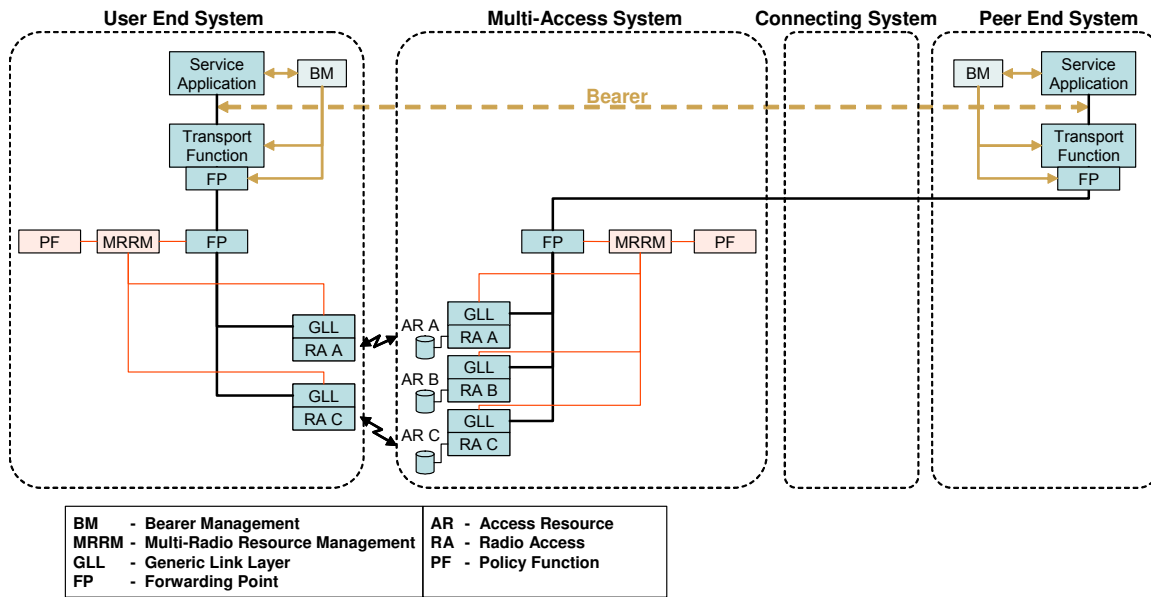 User End System
Multi-Access System
Connecting System
Peer End System
Service
Application
BM
Bearer
BM
Service
Application
Transport
Function
FP
Transport
Function
FP
PF
MRRM
FP
FP
MRRM
PF
GLL
RA A
AR A
GLL
RA A
AR B
GLL
RA B
GLL
RA C
AR C
GLL
RA C
BM - Bearer Management
MRRM - Multi-Radio Resource Management
GLL - Generic Link Layer
FP - Forwarding Point
AR - Access Resource
RA - Radio Access
PF - Policy Function